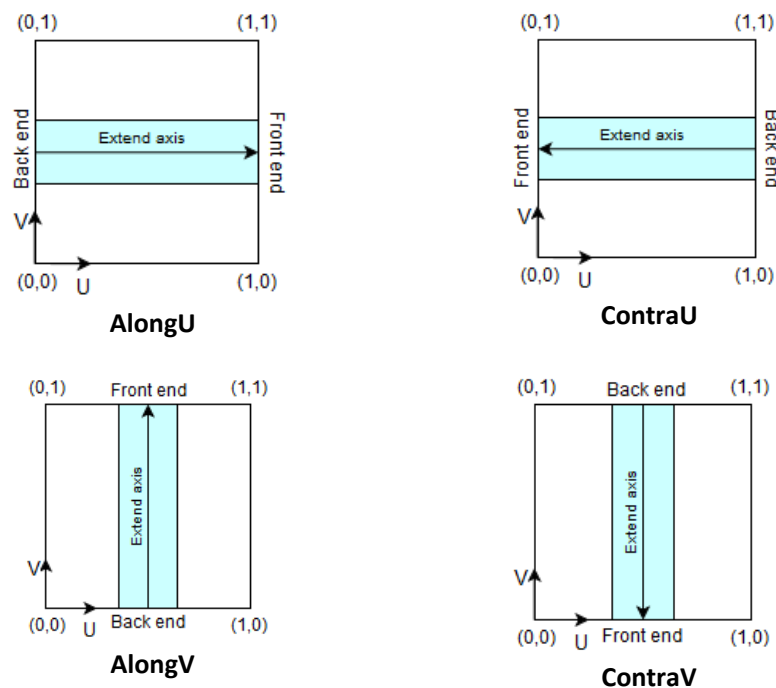 (0,1) (1,1)
Back end
Extend axis
Front end
V
(0,0) U (1,0)
AlongU
(0,1) (1,1)
Front end
Extend axis
Back end
V
(0,0) U (1,0)
ContraU
(0,1) Front end (1,1)
Extend axis
V
(0,0) U Back end (1,0)
AlongV
(0,1) Back end (1,1)
Extend axis
V
(0,0) U Front end (1,0)
ContraV